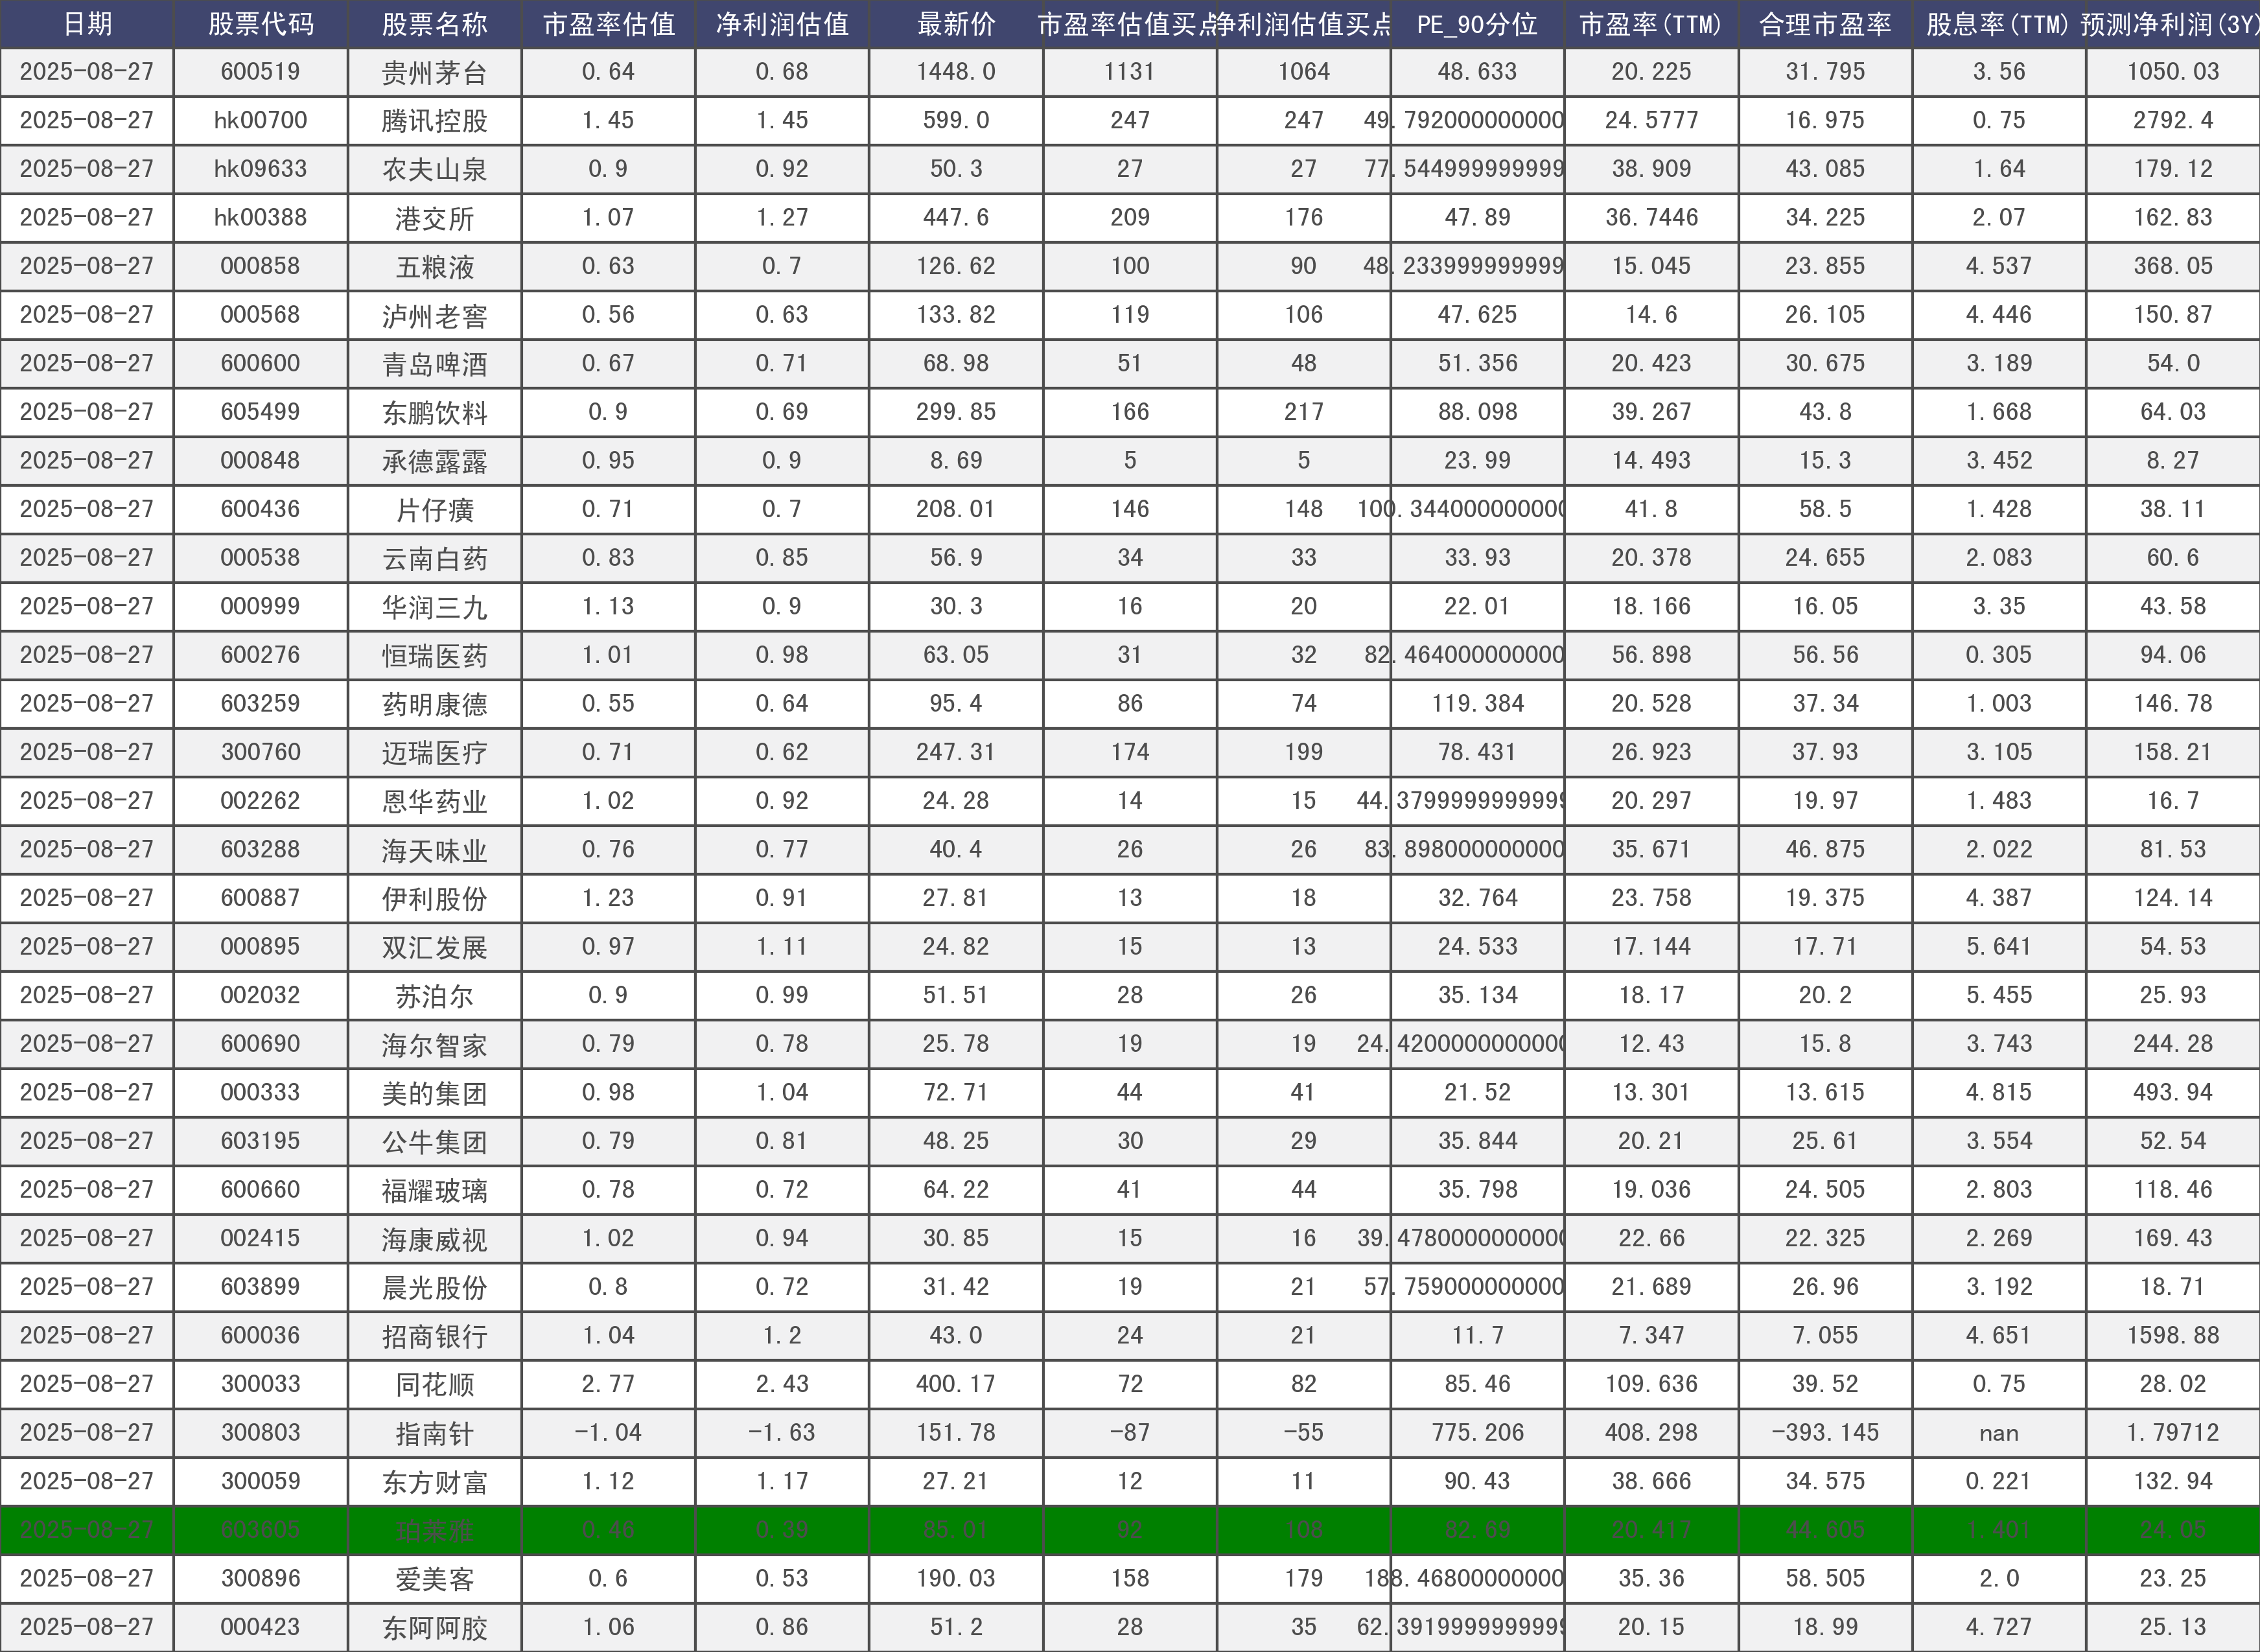 日期 股票代码 股票名称 市盈率估值 净利润估值 最新价 市盈率估值买点 净利润估值买点 PE_90分位 市盈率(TTM) 合理市盈率 股息率(TTM) 预测净利润(3Y)
2025-08-27 600519 贵州茅台 0.64 0.68 1448.0 1131 1064 48.633 20.225 31.795 3.56 1050.03
2025-08-27 hk00700 腾讯控股 1.45 1.45 599.0 247 247 49.792000000000 24.5777 16.975 0.75 2792.4
2025-08-27 hk09633 农夫山泉 0.9 0.92 50.3 27 27 77.544999999999 38.909 43.085 1.64 179.12
2025-08-27 hk00388 港交所 1.07 1.27 447.6 209 176 47.89 36.7446 34.225 2.07 162.83
2025-08-27 000858 五粮液 0.63 0.7 126.62 100 90 48.233999999999 15.045 23.855 4.537 368.05
2025-08-27 000568 泸州老窖 0.56 0.63 133.82 119 106 47.625 14.6 26.105 4.446 150.87
2025-08-27 600600 青岛啤酒 0.67 0.71 68.98 51 48 51.356 20.423 30.675 3.189 54.0
2025-08-27 605499 东鹏饮料 0.9 0.69 299.85 166 217 88.098 39.267 43.8 1.668 64.03
2025-08-27 000848 承德露露 0.95 0.9 8.69 5 5 23.99 14.493 15.3 3.452 8.27
2025-08-27 600436 片仔癀 0.71 0.7 208.01 146 148 100.344000000000 41.8 58.5 1.428 38.11
2025-08-27 000538 云南白药 0.83 0.85 56.9 34 33 33.93 20.378 24.655 2.083 60.6
2025-08-27 000999 华润三九 1.13 0.9 30.3 16 20 22.01 18.166 16.05 3.35 43.58
2025-08-27 600276 恒瑞医药 1.01 0.98 63.05 31 32 82.464000000000 56.898 56.56 0.305 94.06
2025-08-27 603259 药明康德 0.55 0.64 95.4 86 74 119.384 20.528 37.34 1.003 146.78
2025-08-27 300760 迈瑞医疗 0.71 0.62 247.31 174 199 78.431 26.923 37.93 3.105 158.21
2025-08-27 002262 恩华药业 1.02 0.92 24.28 14 15 44.3799999999999 20.297 19.97 1.483 16.7
2025-08-27 603288 海天味业 0.76 0.77 40.4 26 26 83.898000000000 35.671 46.875 2.022 81.53
2025-08-27 600887 伊利股份 1.23 0.91 27.81 13 18 32.764 23.758 19.375 4.387 124.14
2025-08-27 000895 双汇发展 0.97 1.11 24.82 15 13 24.533 17.144 17.71 5.641 54.53
2025-08-27 002032 苏泊尔 0.9 0.99 51.51 28 26 35.134 18.17 20.2 5.455 25.93
2025-08-27 600690 海尔智家 0.79 0.78 25.78 19 19 24.4200000000000 12.43 15.8 3.743 244.28
2025-08-27 000333 美的集团 0.98 1.04 72.71 44 41 21.52 13.301 13.615 4.815 493.94
2025-08-27 603195 公牛集团 0.79 0.81 48.25 30 29 35.844 20.21 25.61 3.554 52.54
2025-08-27 600660 福耀玻璃 0.78 0.72 64.22 41 44 35.798 19.036 24.505 2.803 118.46
2025-08-27 002415 海康威视 1.02 0.94 30.85 15 16 39.4780000000000 22.66 22.325 2.269 169.43
2025-08-27 603899 晨光股份 0.8 0.72 31.42 19 21 57.759000000000 21.689 26.96 3.192 18.71
2025-08-27 600036 招商银行 1.04 1.2 43.0 24 21 11.7 7.347 7.055 4.651 1598.88
2025-08-27 300033 同花顺 2.77 2.43 400.17 72 82 85.46 109.636 39.52 0.75 28.02
2025-08-27 300803 指南针 -1.04 -1.63 151.78 -87 -55 775.206 408.298 -393.145 nan 1.79712
2025-08-27 300059 东方财富 1.12 1.17 27.21 12 11 90.43 38.666 34.575 0.221 132.94
2025-08-27 603605 珀莱雅 0.46 0.39 85.01 92 108 82.65 20.417 44.605 1.401 24.05
2025-08-27 300896 爱美客 0.6 0.53 190.03 158 179 188.46800000000 35.36 58.505 2.0 23.25
2025-08-27 000423 东阿阿胶 1.06 0.86 51.2 28 35 62.3919999999999 20.15 18.99 4.727 25.13